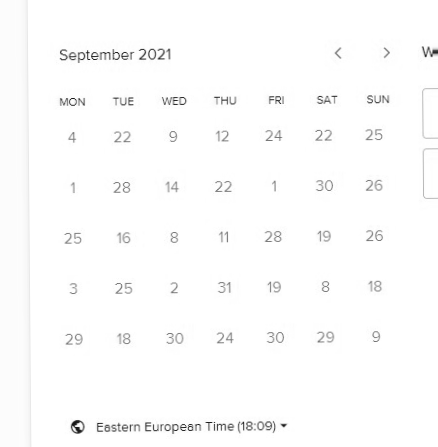 September 2021
MON TUE WED THU FRI SAT SUN
4 22 9 12 24 22 25
1 28 14 22 1 30 26
25 16 8 11 28 19 26
3 25 2 31 19 8 18
29 18 30 24 30 29 9
Eastern European Time (18:09)